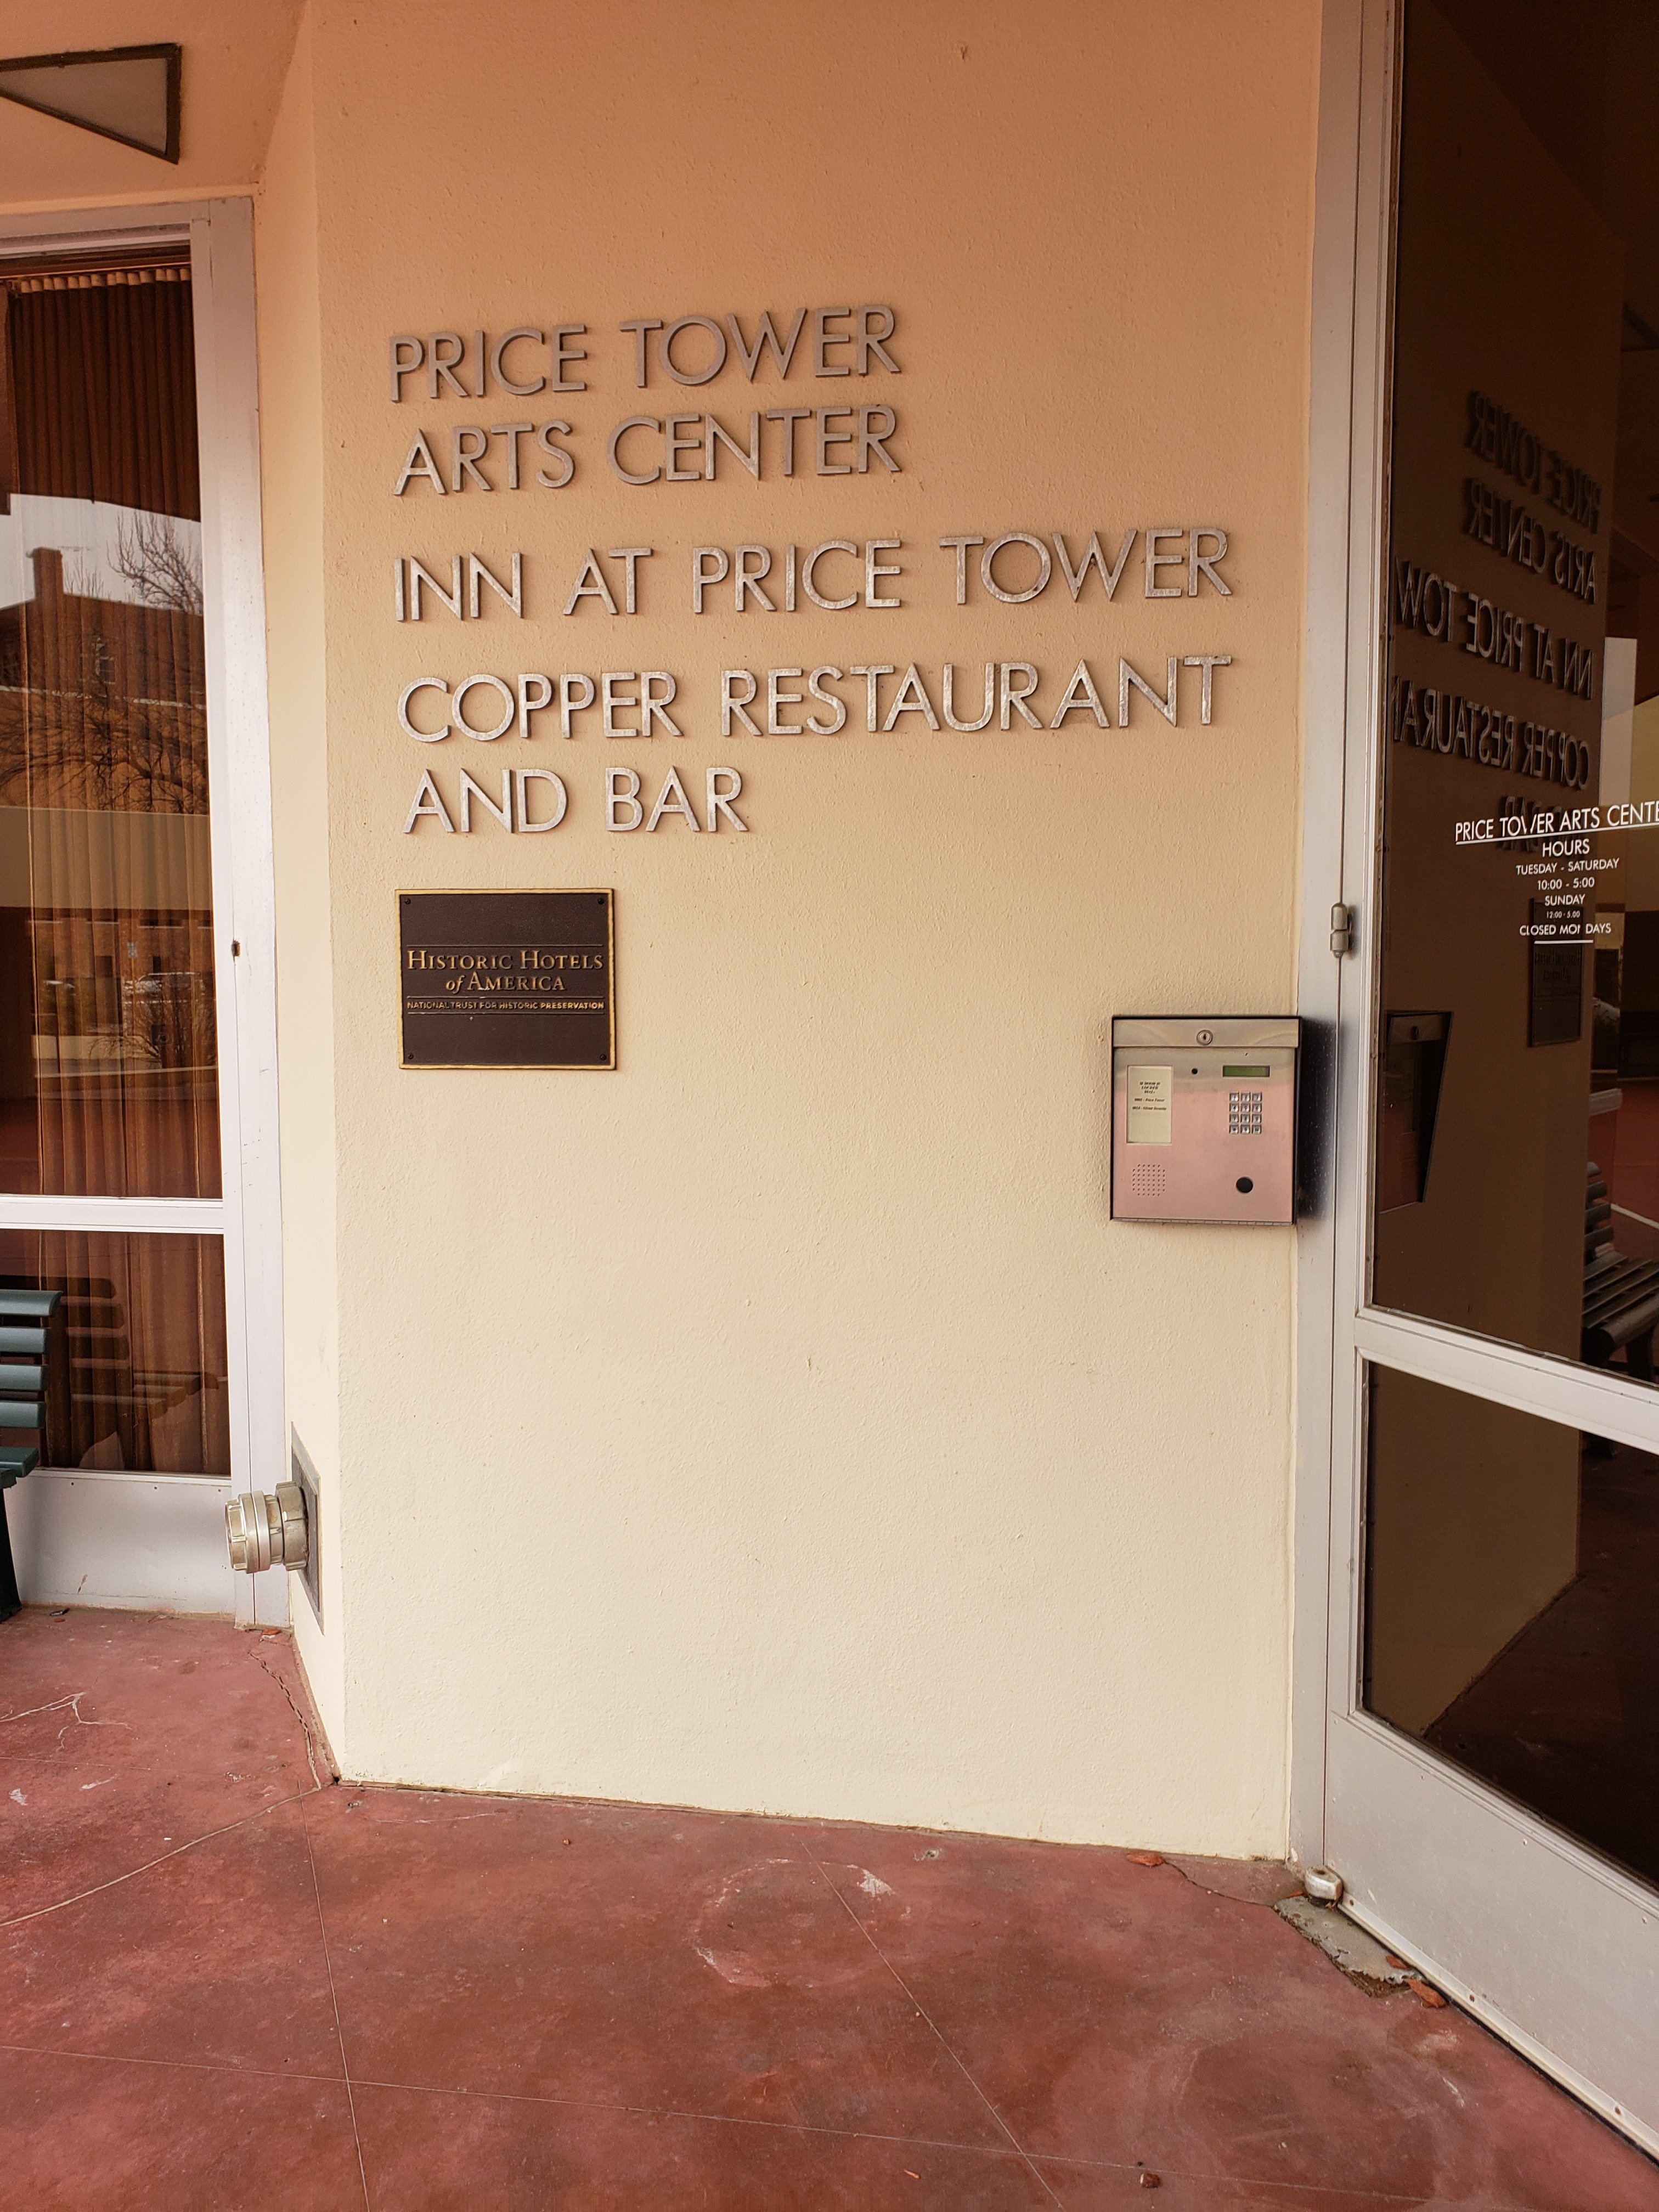 PRICE TOWER
ARTS CENTER
INN AT PRICE TOWER
COPPER RESTAURANT
AND BAR
HISTORIC HOTELS
of AMERICA
NATIONAL TRUST FOR HISTORIC PRESERVATION
PRICE TOWER ARTS CENTE
HOURS
TUESDAY - SATURDAY
10:00 - 5:00
SUNDAY
12:00 - 5:00
CLOSED MONDAYS